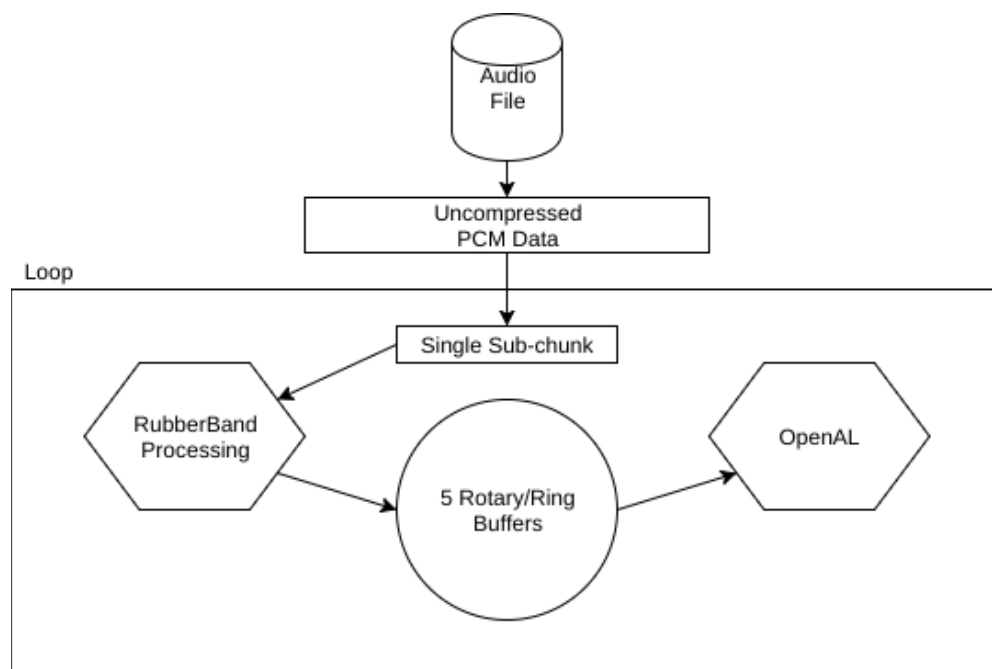 Audio
File
Uncompressed
PCM Data
Loop
Single Sub-chunk
RubberBand
Processing
5 Rotary/Ring
Buffers
OpenAL